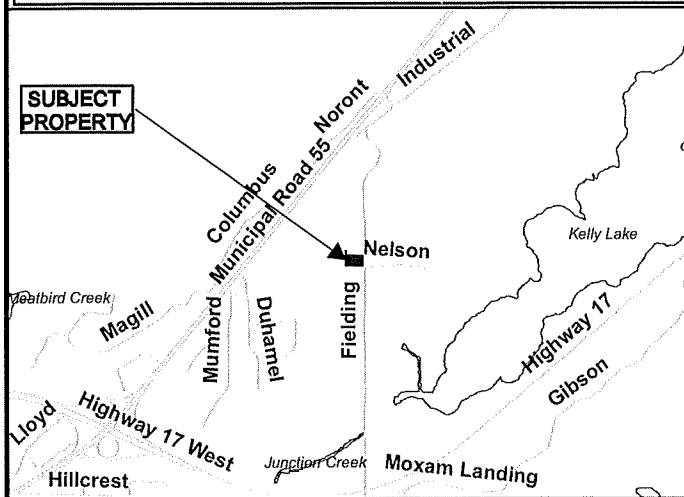 SUBJECT
PROPERTY
Noront
Industrial
Columbus
Municipal Road 55
Nelson
Kelly Lake
Magill
Mumford
Duhamel
Fielding
Highway 17
Gibson
Lloyd
Highway 17 West
Junction Creek
Moxam Landing
Hillcrest
Creek